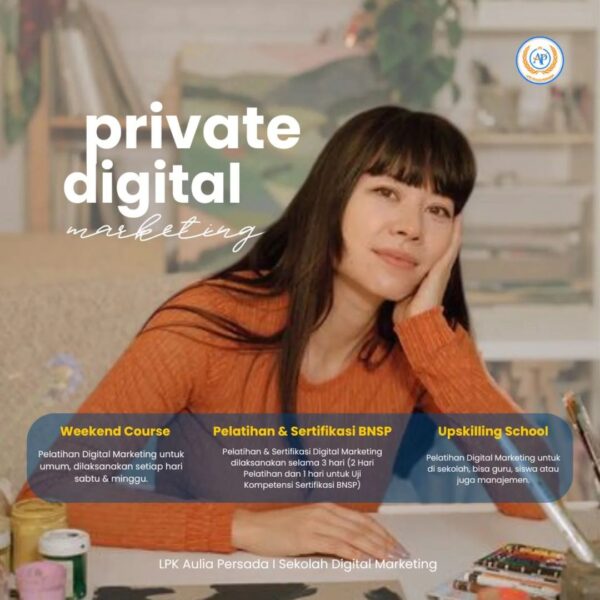 AP
private
digital
marketing
Weekend Course
Pelatihan Digital Marketing untuk
umum, dilaksanakan setiap hari
sabtu & minggu.
Pelatihan & Sertifikasi BNSP
Pelatihan & Sertifikasi Digital Marketing
dilaksanakan selama 3 hari (2 Hari
Pelatihan dan 1 hari untuk Uji
Kompetensi Sertifikasi BNSP)
Upskilling School
Pelatihan Digital Marketing untuk
di sekolah, bisa guru, siswa atau
juga manajemen.
LPK Aulia Persada I Sekolah Digital Marketing